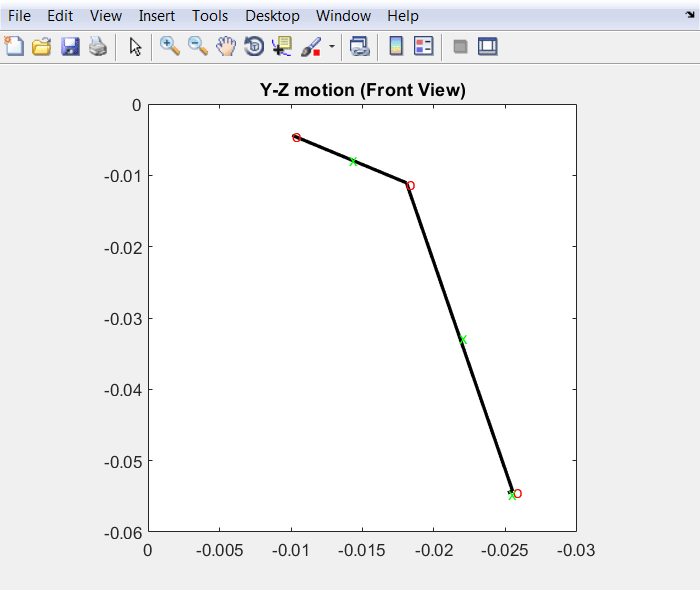 File Edit View Insert Tools Desktop Window Help
Y-Z motion (Front View)
0
-0.01
-0.02
-0.03
-0.04
-0.05
-0.06
0 -0.005 -0.01 -0.015 -0.02 -0.025 -0.03